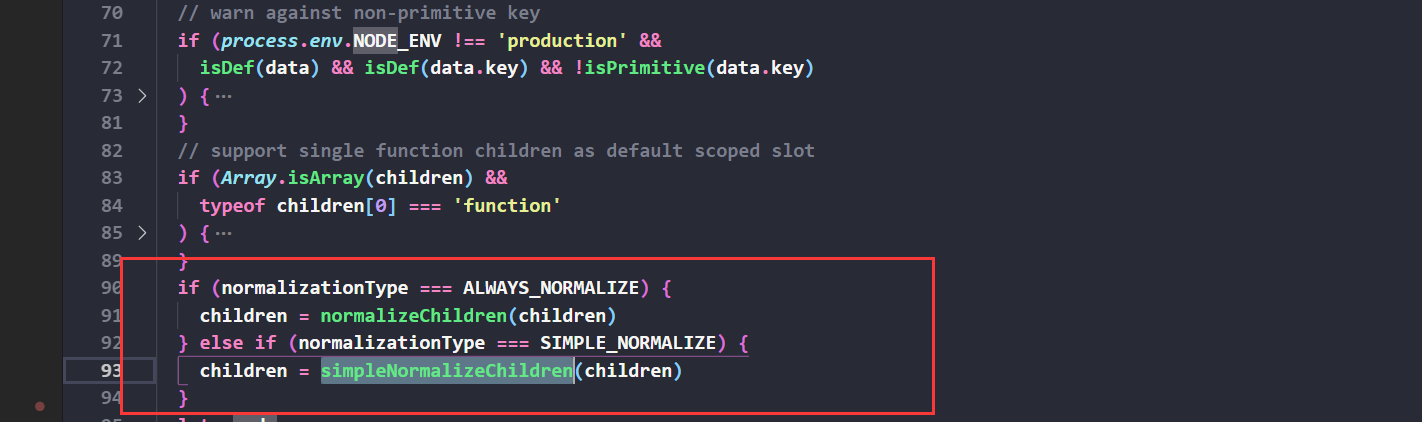 70 // warn against non-primitive key
71 if (process.env.NODE_ENV !== 'production' &&
72 isDef(data) && isDef(data.key) && !isPrimitive(data.key)
73 ) { ···
81 }
82 // support single function children as default scoped slot
83 if (Array.isArray(children) &&
84 typeof children[0] === 'function'
85 ) { ···
89 }
90 if (normalizationType === ALWAYS_NORMALIZE) {
91 children = normalizeChildren(children)
92 } else if (normalizationType === SIMPLE_NORMALIZE) {
93 children = simpleNormalizeChildren(children)
94 }